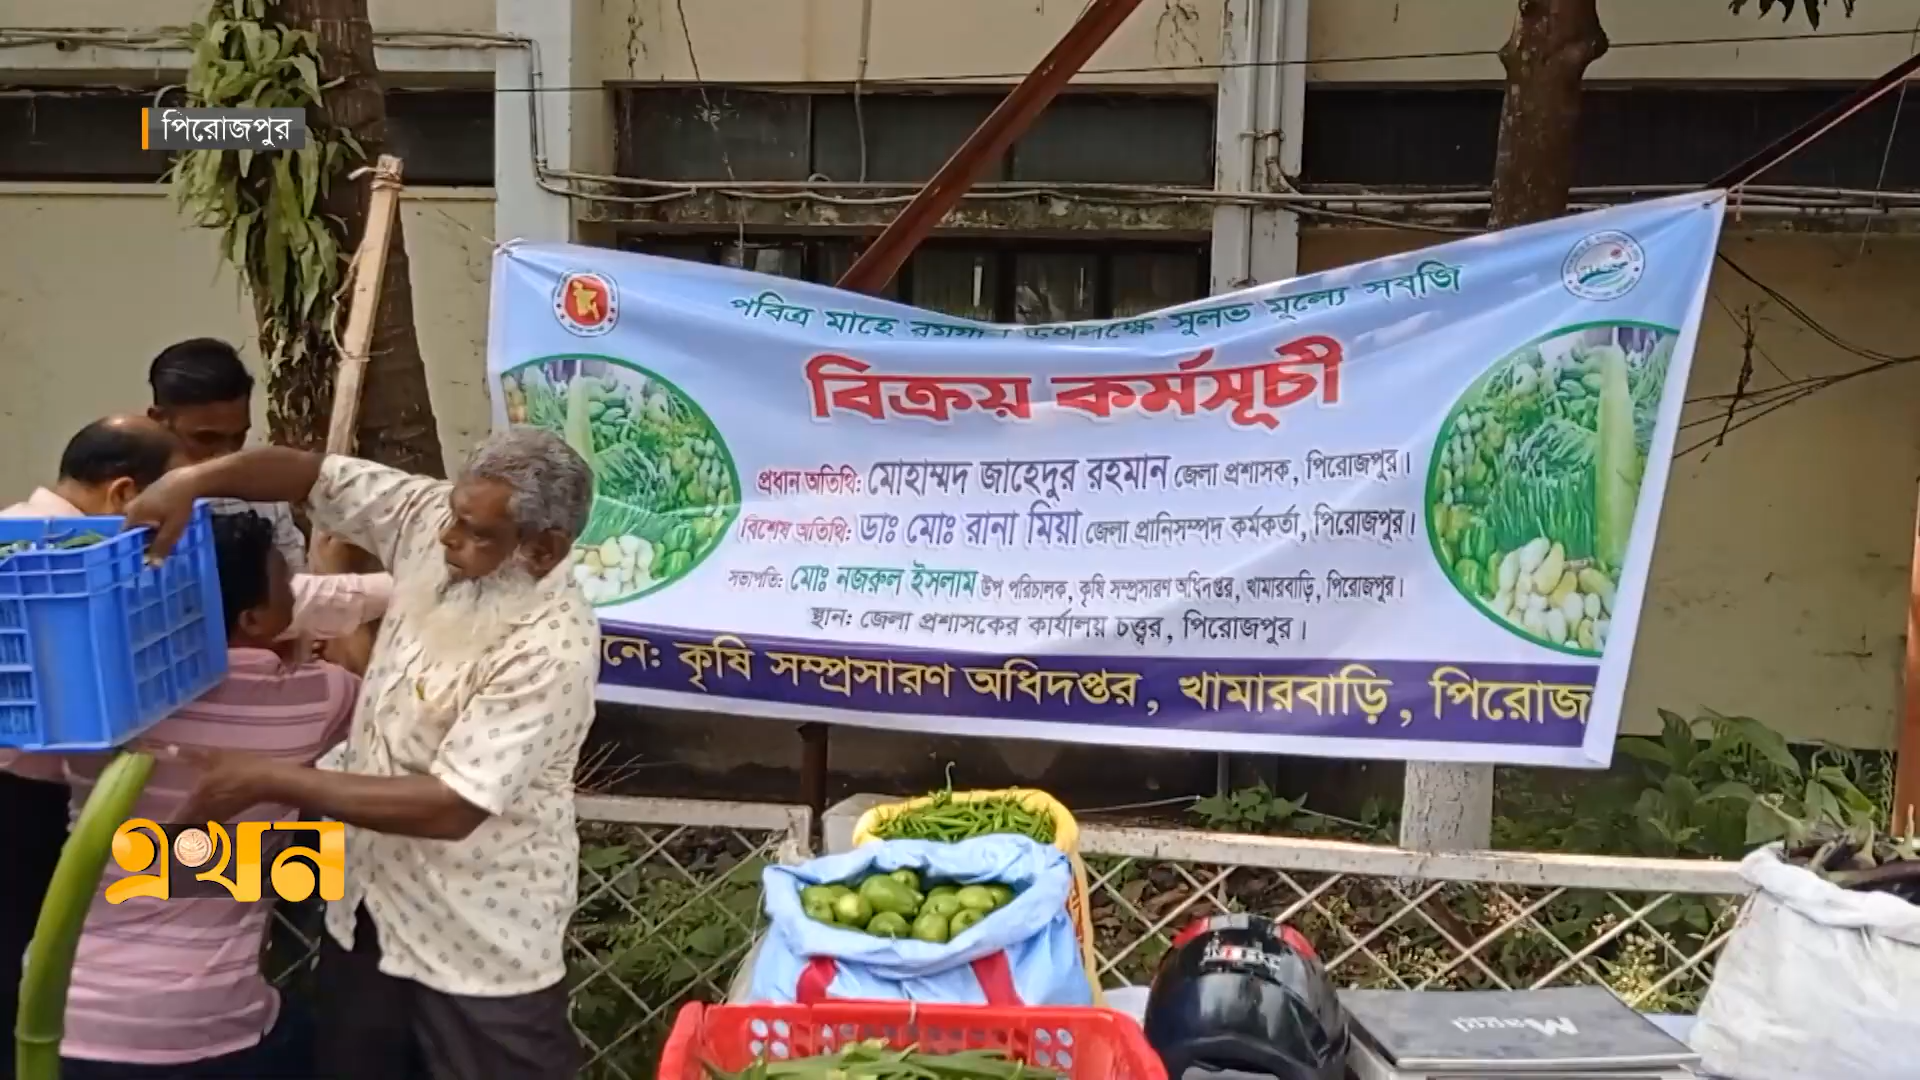 পিরোজপুর
পবিত্র মাহে রমযান উপলক্ষে সুলভ মূল্যে সবজি
বিক্রয় কর্মসূচী
প্রধান অতিথি: মোহাম্মদ জাহেদুর রহমান জেলা প্রশাসক, পিরোজপুর।
বিশেষ অতিথি: ডাঃ মোঃ রানা মিয়া জেলা প্রানিসম্পদ কর্মকর্তা, পিরোজপুর।
সভাপতি: মোঃ নজরুল ইসলাম উপ পরিচালক, কৃষি সম্প্রসারণ অধিদপ্তর, খামারবাড়ি, পিরোজপুর।
স্থান: জেলা প্রশাসকের কার্যালয় চত্ত্বর, পিরোজপুর।
নে: কৃষি সম্প্রসারণ অধিদপ্তর, খামারবাড়ি, পিরোজ
এখন